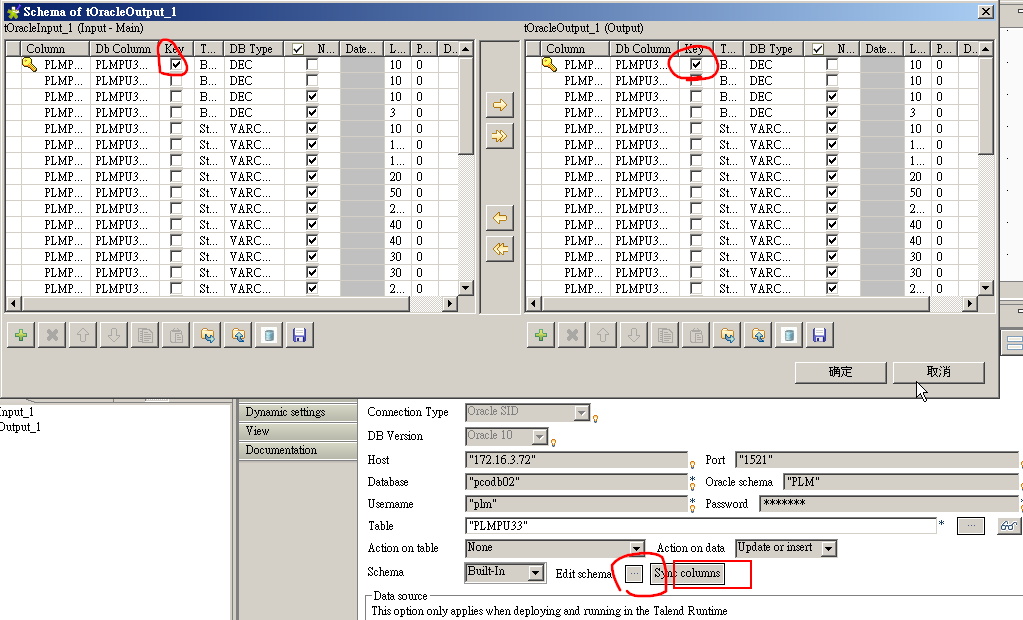 Schema of tOracleOutput_1
tOracleInput_1 (Input - Main)
Column Db Column Key T... DB Type N... Date... L... P... D..
PLMP... PLMPU3... B... DEC 10 0
PLMP... PLMPU3... B... DEC 10 0
PLMP... PLMPU3... B... DEC 10 0
PLMP... PLMPU3... B... DEC 3 0
PLMP... PLMPU3... St... VARC... 10 0
PLMP... PLMPU3... St... VARC... 1... 0
PLMP... PLMPU3... St... VARC... 1... 0
PLMP... PLMPU3... St... VARC... 20 0
PLMP... PLMPU3... St... VARC... 50 0
PLMP... PLMPU3... St... VARC... 2... 0
PLMP... PLMPU3... St... VARC... 40 0
PLMP... PLMPU3... St... VARC... 40 0
PLMP... PLMPU3... St... VARC... 30 0
PLMP... PLMPU3... St... VARC... 30 0
PLMP... PLMPU3... St... VARC... 2... 0
tOracleOutput_1 (Output)
Column Db Column Key T... DB Type N... Date... L... P... D..
PLMP... PLMPU3... B... DEC 10 0
PLMP... PLMPU3... B... DEC 10 0
PLMP... PLMPU3... B... DEC 10 0
PLMP... PLMPU3... B... DEC 3 0
PLMP... PLMPU3... St... VARC... 10 0
PLMP... PLMPU3... St... VARC... 1... 0
PLMP... PLMPU3... St... VARC... 1... 0
PLMP... PLMPU3... St... VARC... 20 0
PLMP... PLMPU3... St... VARC... 50 0
PLMP... PLMPU3... St... VARC... 2... 0
PLMP... PLMPU3... St... VARC... 40 0
PLMP... PLMPU3... St... VARC... 40 0
PLMP... PLMPU3... St... VARC... 30 0
PLMP... PLMPU3... St... VARC... 30 0
PLMP... PLMPU3... St... VARC... 2... 0
确定 取消
Input_1
Output_1
Dynamic settings
View
Documentation
Connection Type Oracle SID
DB Version Oracle 10
Host "172.16.3.72" Port "1521"
Database "pcodb02" * Oracle schema "PLM"
Username "plm" * Password ******* *
Table "PLMPU33" * ...
Action on table None Action on data Update or insert
Schema Built-In Edit schema ... Sync columns
Data source
This option only applies when deploying and running in the Talend Runtime